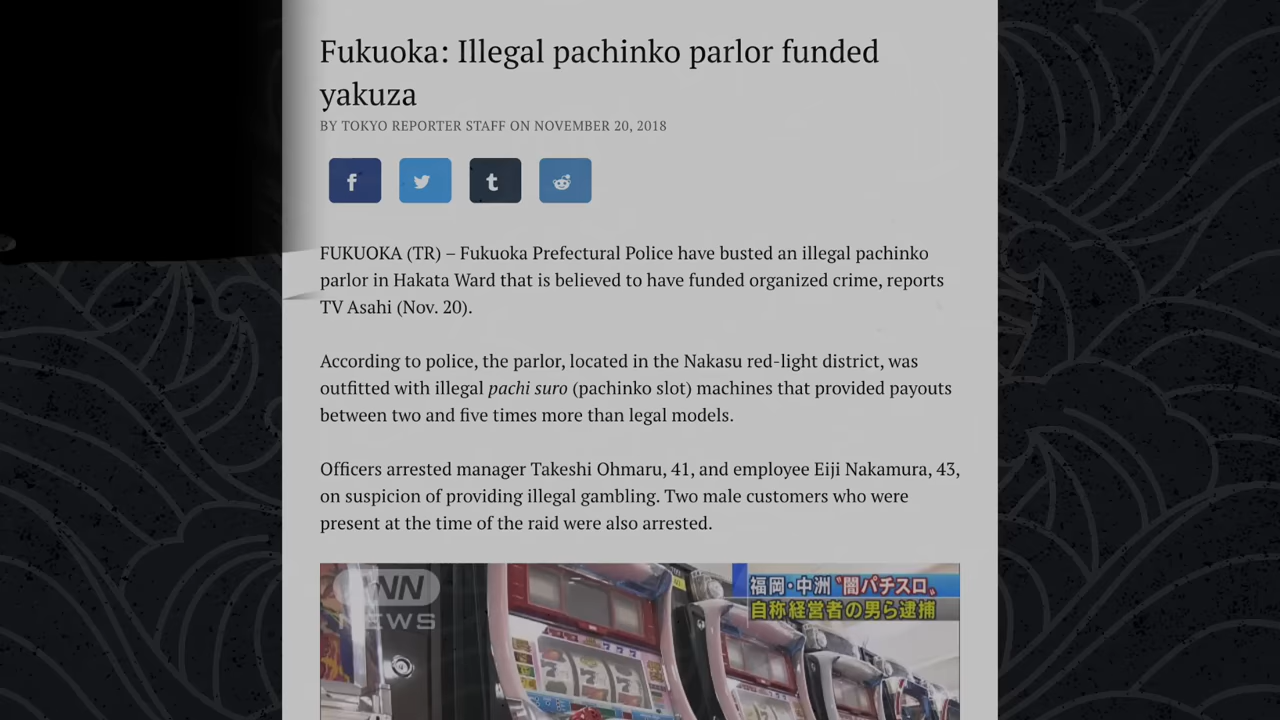 Fukuoka: Illegal pachinko parlor funded
yakuza
BY TOKYO REPORTER STAFF ON NOVEMBER 20, 2018
FUKUOKA (TR) – Fukuoka Prefectural Police have busted an illegal pachinko
parlor in Hakata Ward that is believed to have funded organized crime, reports
TV Asahi (Nov. 20).
According to police, the parlor, located in the Nakasu red-light district, was
outfitted with illegal pachi suro (pachinko slot) machines that provided payouts
between two and five times more than legal models.
Officers arrested manager Takeshi Ohmaru, 41, and employee Eiji Nakamura, 43,
on suspicion of providing illegal gambling. Two male customers who were
present at the time of the raid were also arrested.
NEWS
福岡・中洲〝闇パチスロ〟
自称経営者の男ら逮捕